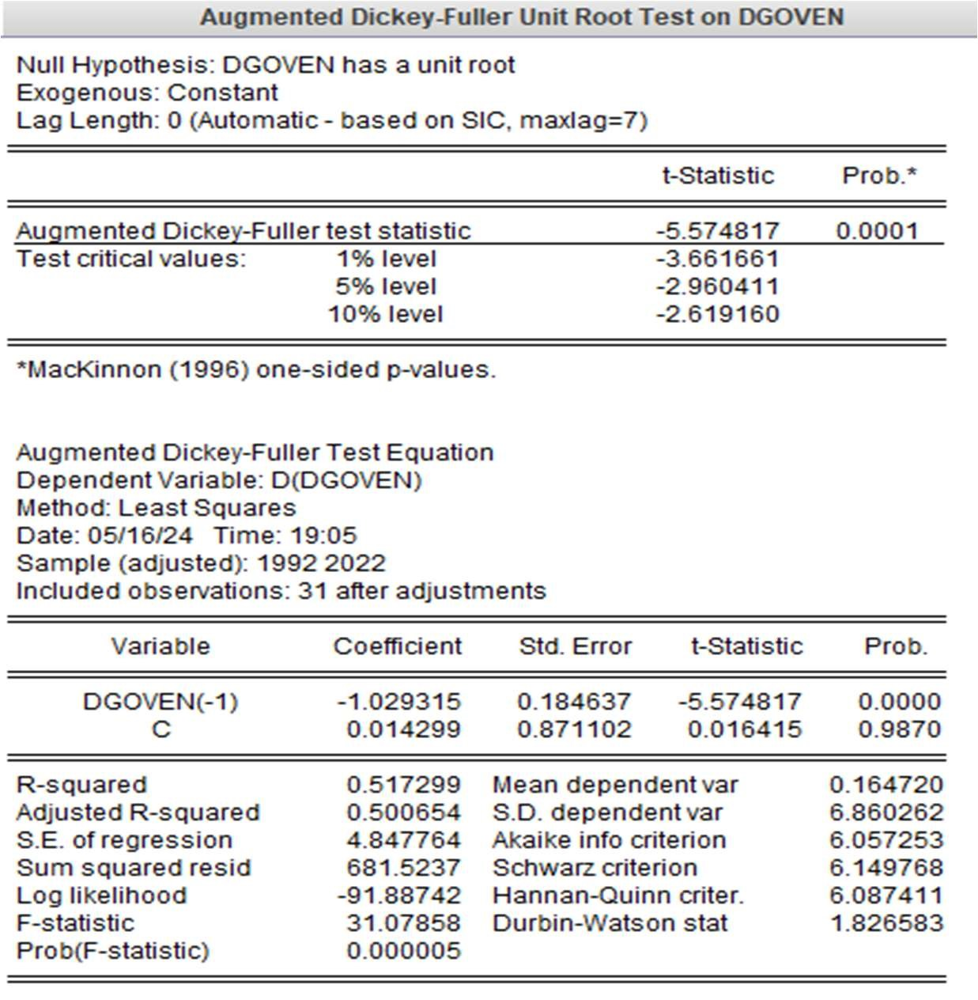 Augmented Dickey-Fuller Unit Root Test on DGOVEN
Null Hypothesis: DGOVEN has a unit root
Exogenous: Constant
Lag Length: 0 (Automatic - based on SIC, maxlag=7)
t-Statistic Prob.*
Augmented Dickey-Fuller test statistic -5.574817 0.0001
Test critical values: 1% level -3.661661
5% level -2.960411
10% level -2.619160
*MacKinnon (1996) one-sided p-values.
Augmented Dickey-Fuller Test Equation
Dependent Variable: D(DGOVEN)
Method: Least Squares
Date: 05/16/24 Time: 19:05
Sample (adjusted): 1992 2022
Included observations: 31 after adjustments
Variable Coefficient Std. Error t-Statistic Prob.
DGOVEN(-1) -1.029315 0.184637 -5.574817 0.0000
C 0.014299 0.871102 0.016415 0.9870
R-squared 0.517299 Mean dependent var 0.164720
Adjusted R-squared 0.500654 S.D. dependent var 6.860262
S.E. of regression 4.847764 Akaike info criterion 6.057253
Sum squared resid 681.5237 Schwarz criterion 6.149768
Log likelihood -91.88742 Hannan-Quinn criter. 6.087411
F-statistic 31.07858 Durbin-Watson stat 1.826583
Prob(F-statistic) 0.000005